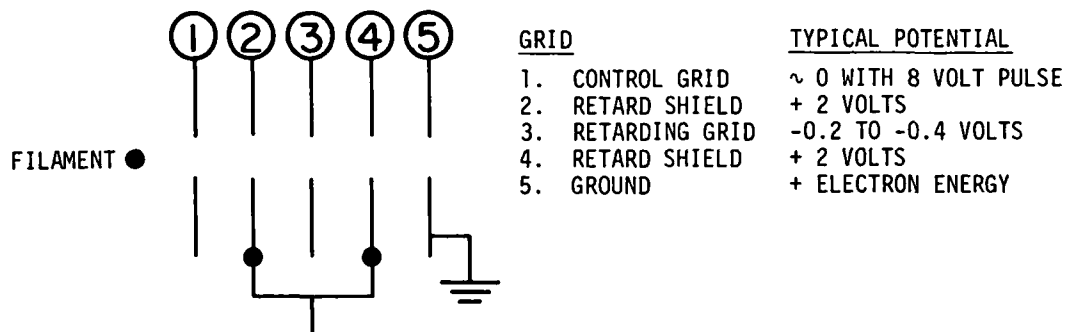 1 2 3 4 5
FILAMENT
GRID TYPICAL POTENTIAL
1. CONTROL GRID ~ 0 WITH 8 VOLT PULSE
2. RETARD SHIELD + 2 VOLTS
3. RETARDING GRID -0.2 TO -0.4 VOLTS
4. RETARD SHIELD + 2 VOLTS
5. GROUND + ELECTRON ENERGY